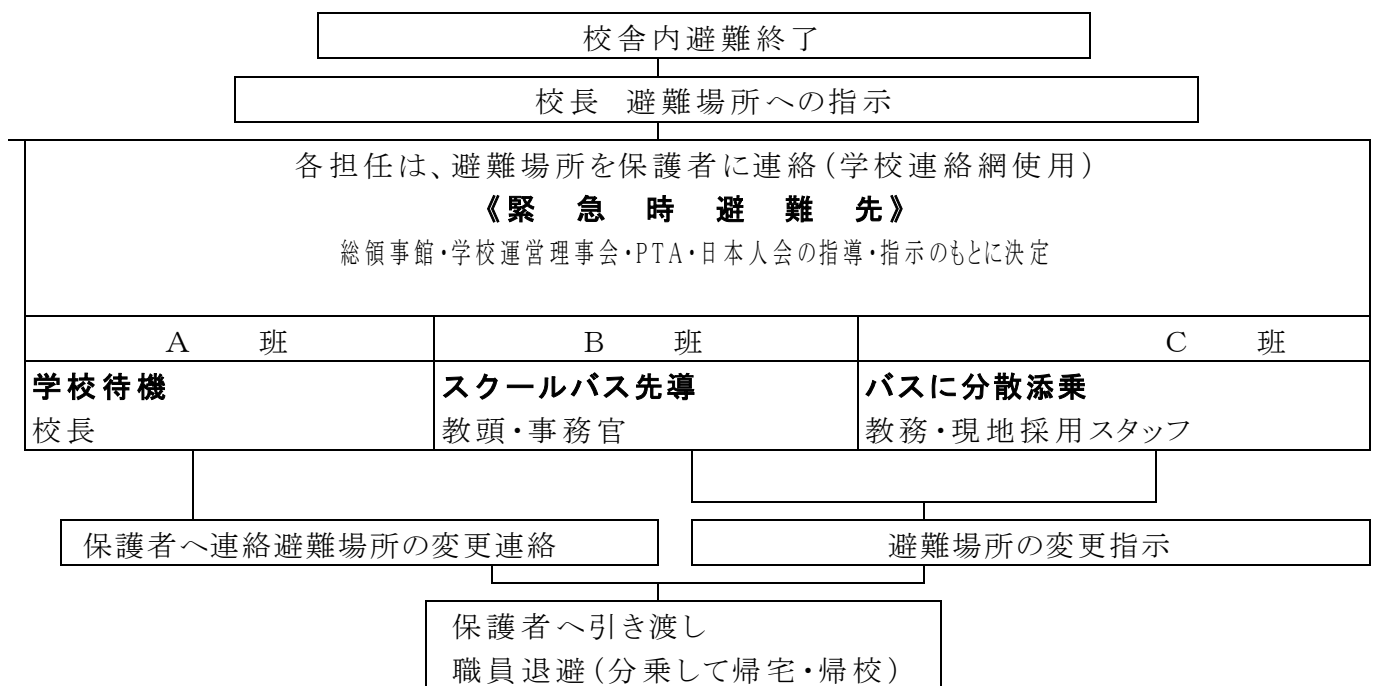 校舎内避難終了
校長 避難場所への指示
各担任は、避難場所を保護者に連絡(学校連絡網使用)
《緊急時避難先》
総領事館・学校運営理事会・PTA・日本人会の指導・指示のもとに決定
A 班
B 班
C 班
学校待機
スクールバス先導
バスに分散添乗
校長
教頭・事務官
教務・現地採用スタッフ
保護者へ連絡避難場所の変更連絡
避難場所の変更指示
保護者へ引き渡し
職員退避(分乗して帰宅・帰校)